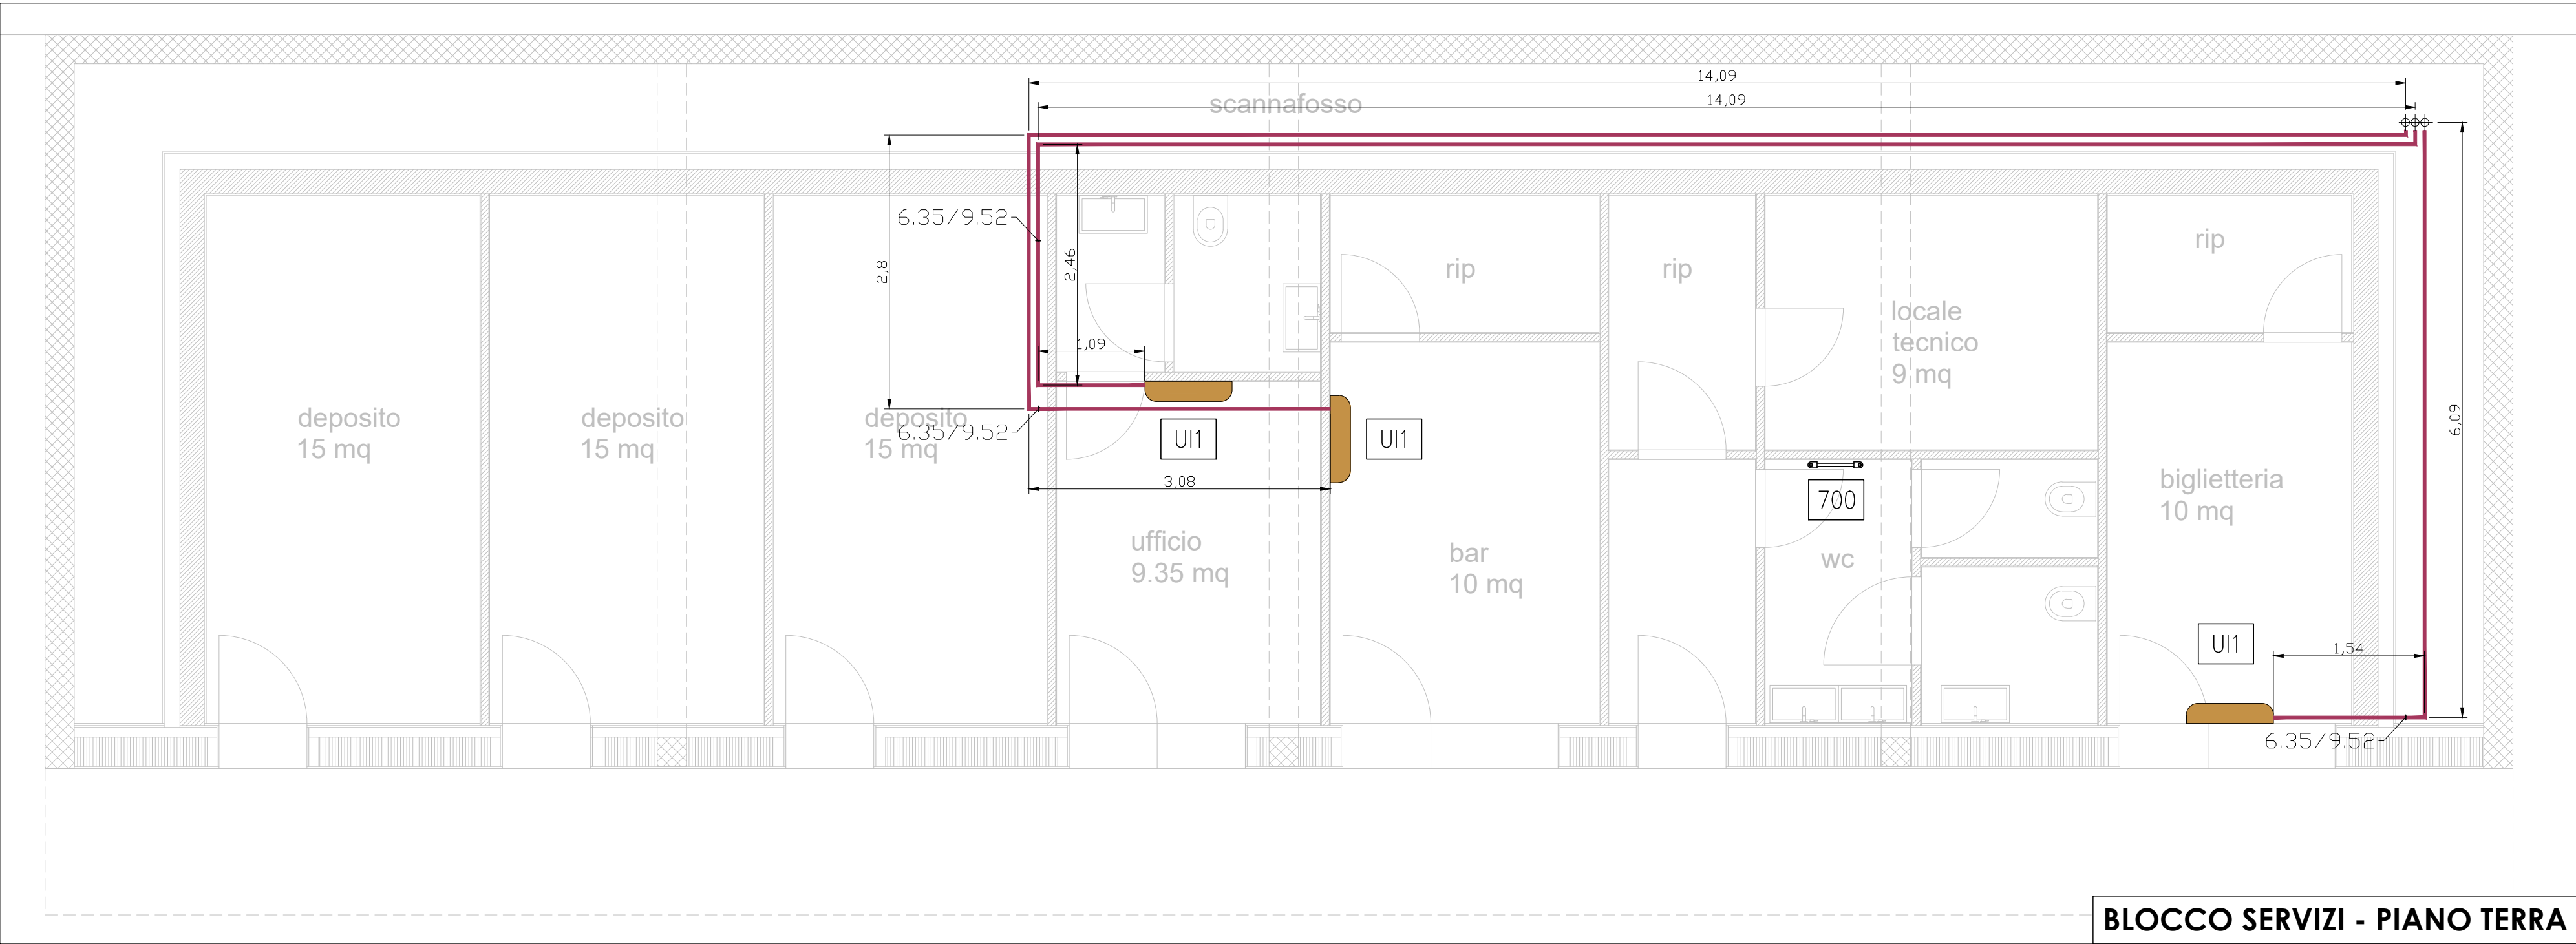 14,09
14,09
scannafosso
6.35/9.52
2,8
2,46
rip
rip
rip
locale
tecnico
9 mq
1,09
deposito
15 mq
deposito
15 mq
deposito
15 mq
6.35/9.52
UI1
UI1
6,09
3,08
700
biglietteria
10 mq
ufficio
9.35 mq
bar
10 mq
wc
UI1
1,54
6.35/9.52
BLOCCO SERVIZI - PIANO TERRA